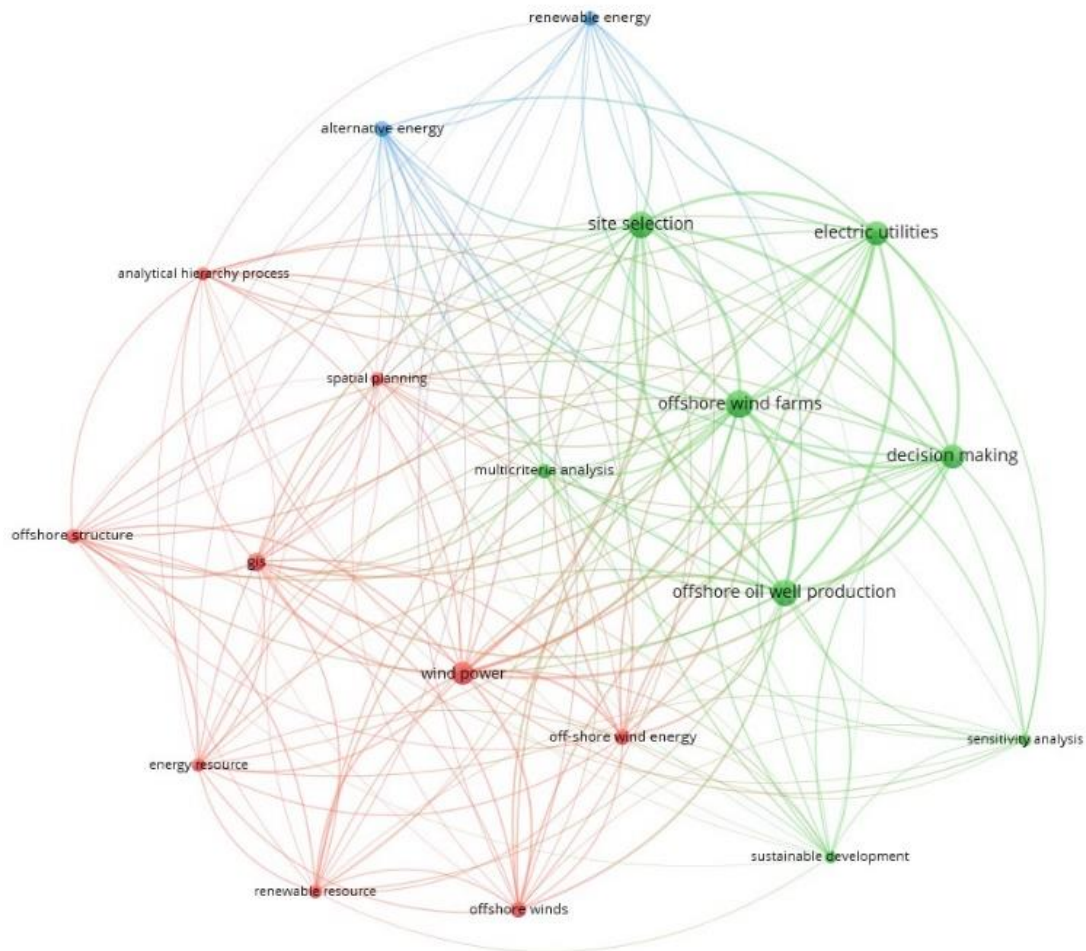 renewable energy
alternative energy
site selection
electric utilities
analytical hierarchy process
spatial planning
offshore wind farms
decision making
multicriteria analysis
offshore structure
gis
offshore oil well production
wind power
off-shore wind energy
sensitivity analysis
energy resource
sustainable development
renewable resource
offshore winds